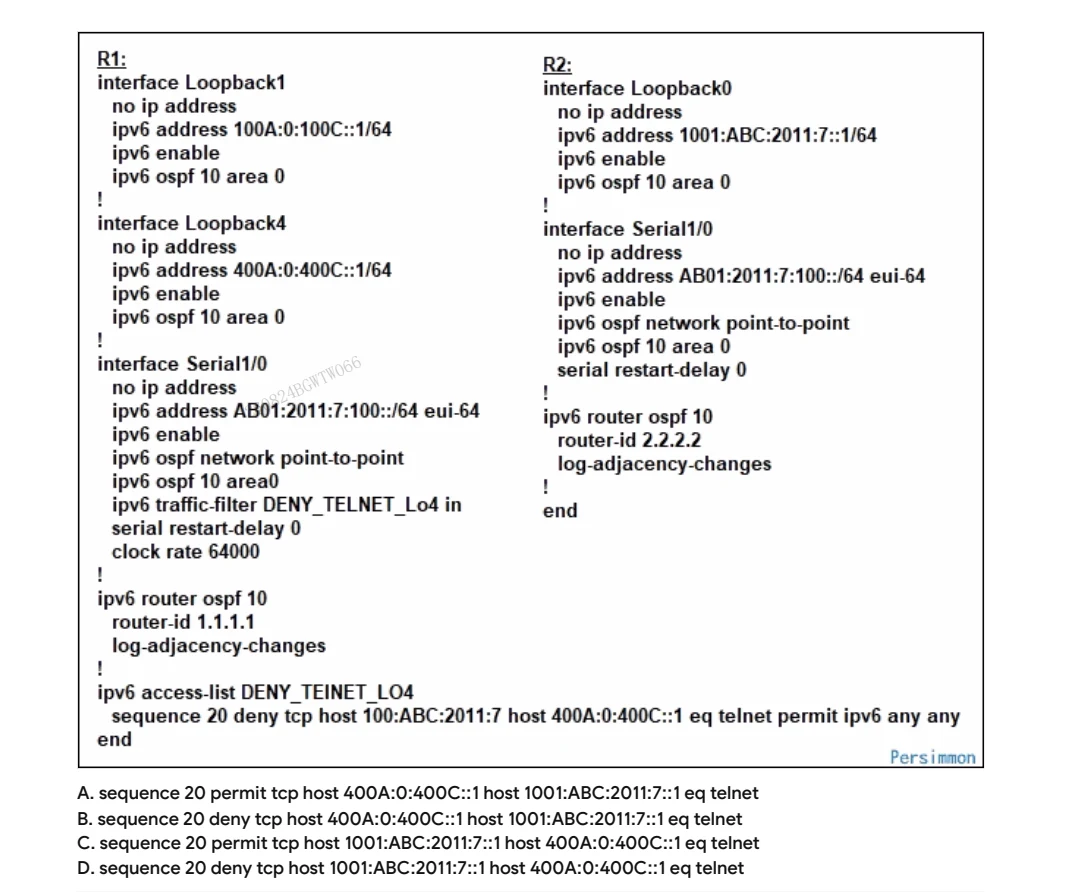 R1:
interface Loopback1
no ip address
ipv6 address 100A:0:100C::1/64
ipv6 enable
ipv6 ospf 10 area 0
!
interface Loopback4
no ip address
ipv6 address 400A:0:400C::1/64
ipv6 enable
ipv6 ospf 10 area 0
!
interface Serial1/0
no ip address
ipv6 address AB01:2011:7:100::/64 eui-64
ipv6 enable
ipv6 ospf network point-to-point
ipv6 ospf 10 area0
ipv6 traffic-filter DENY_TELNET_Lo4 in
serial restart-delay 0
clock rate 64000
!
ipv6 router ospf 10
router-id 1.1.1.1
log-adjacency-changes
!
ipv6 access-list DENY_TEINET_LO4
sequence 20 deny tcp host 100:ABC:2011:7 host 400A:0:400C::1 eq telnet permit ipv6 any any
end
R2:
interface Loopback0
no ip address
ipv6 address 1001:ABC:2011:7::1/64
ipv6 enable
ipv6 ospf 10 area 0
!
interface Serial1/0
no ip address
ipv6 address AB01:2011:7:100::/64 eui-64
ipv6 enable
ipv6 ospf network point-to-point
ipv6 ospf 10 area 0
serial restart-delay 0
!
ipv6 router ospf 10
router-id 2.2.2.2
log-adjacency-changes
!
end
Persimmon
A. sequence 20 permit tcp host 400A:0:400C::1 host 1001:ABC:2011:7::1 eq telnet
B. sequence 20 deny tcp host 400A:0:400C::1 host 1001:ABC:2011:7::1 eq telnet
C. sequence 20 permit tcp host 1001:ABC:2011:7::1 host 400A:0:400C::1 eq telnet
D. sequence 20 deny tcp host 1001:ABC:2011:7::1 host 400A:0:400C::1 eq telnet